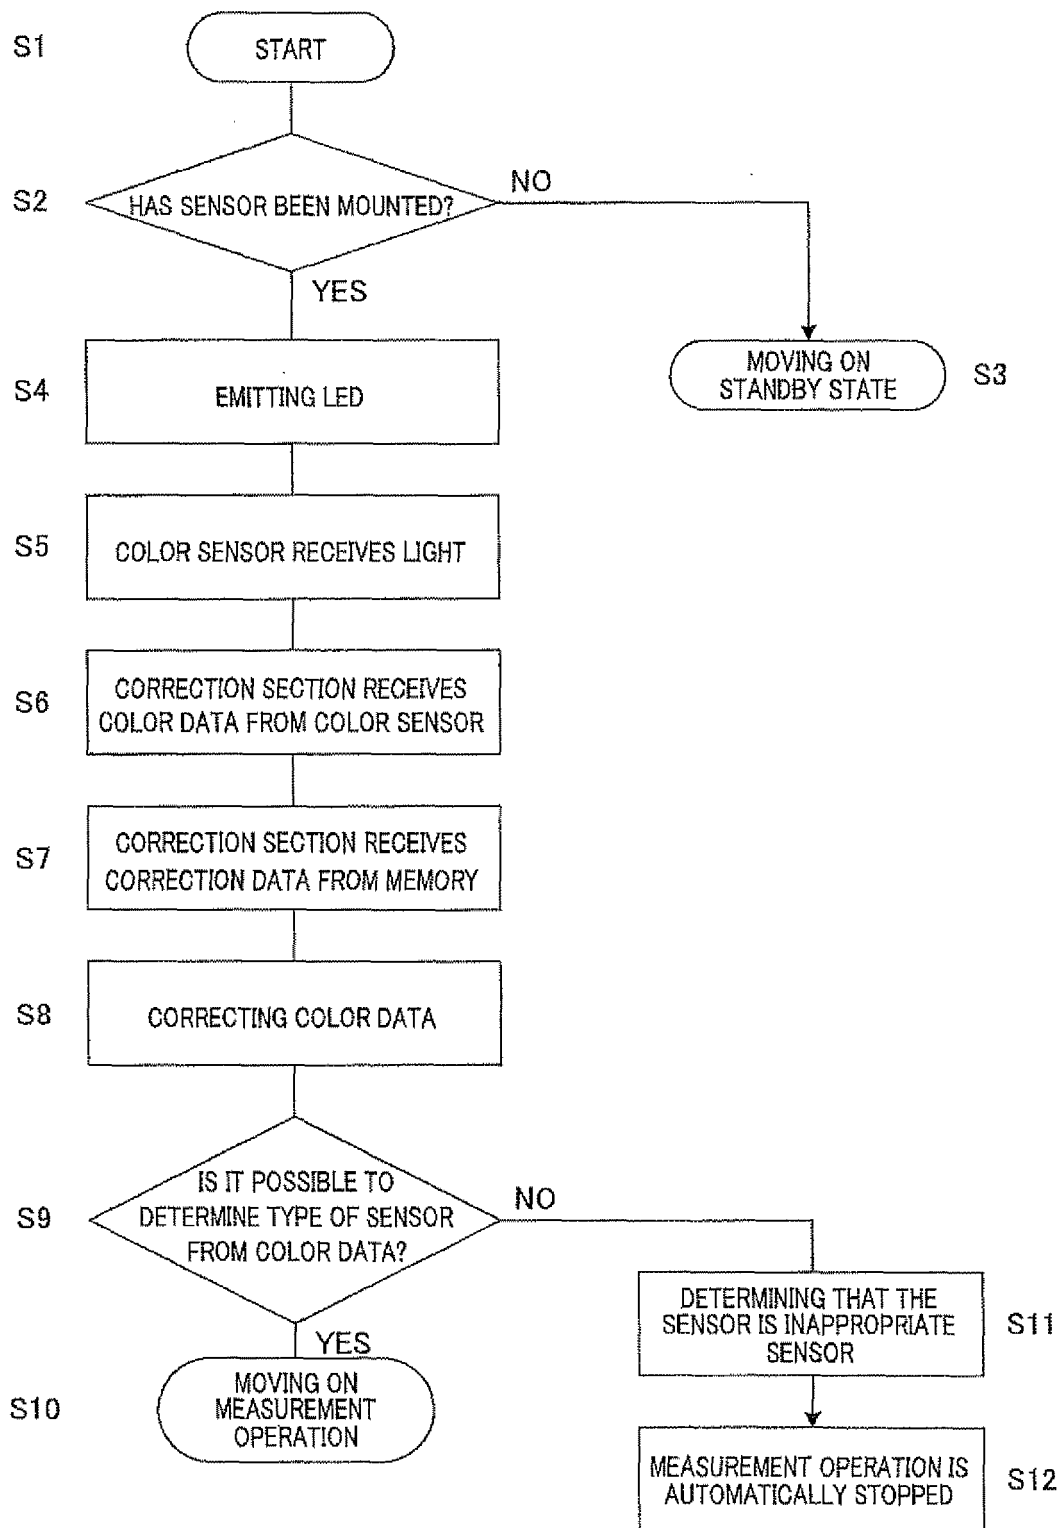 S1
START
S2
HAS SENSOR BEEN MOUNTED?
NO
YES
MOVING ON
STANDBY STATE
S3
S4
EMITTING LED
S5
COLOR SENSOR RECEIVES LIGHT
S6
CORRECTION SECTION RECEIVES
COLOR DATA FROM COLOR SENSOR
S7
CORRECTION SECTION RECEIVES
CORRECTION DATA FROM MEMORY
S8
CORRECTING COLOR DATA
S9
IS IT POSSIBLE TO
DETERMINE TYPE OF SENSOR
FROM COLOR DATA?
NO
YES
DETERMINING THAT THE
SENSOR IS INAPPROPRIATE
SENSOR
S11
S10
MOVING ON
MEASUREMENT
OPERATION
MEASUREMENT OPERATION IS
AUTOMATICALLY STOPPED
S12